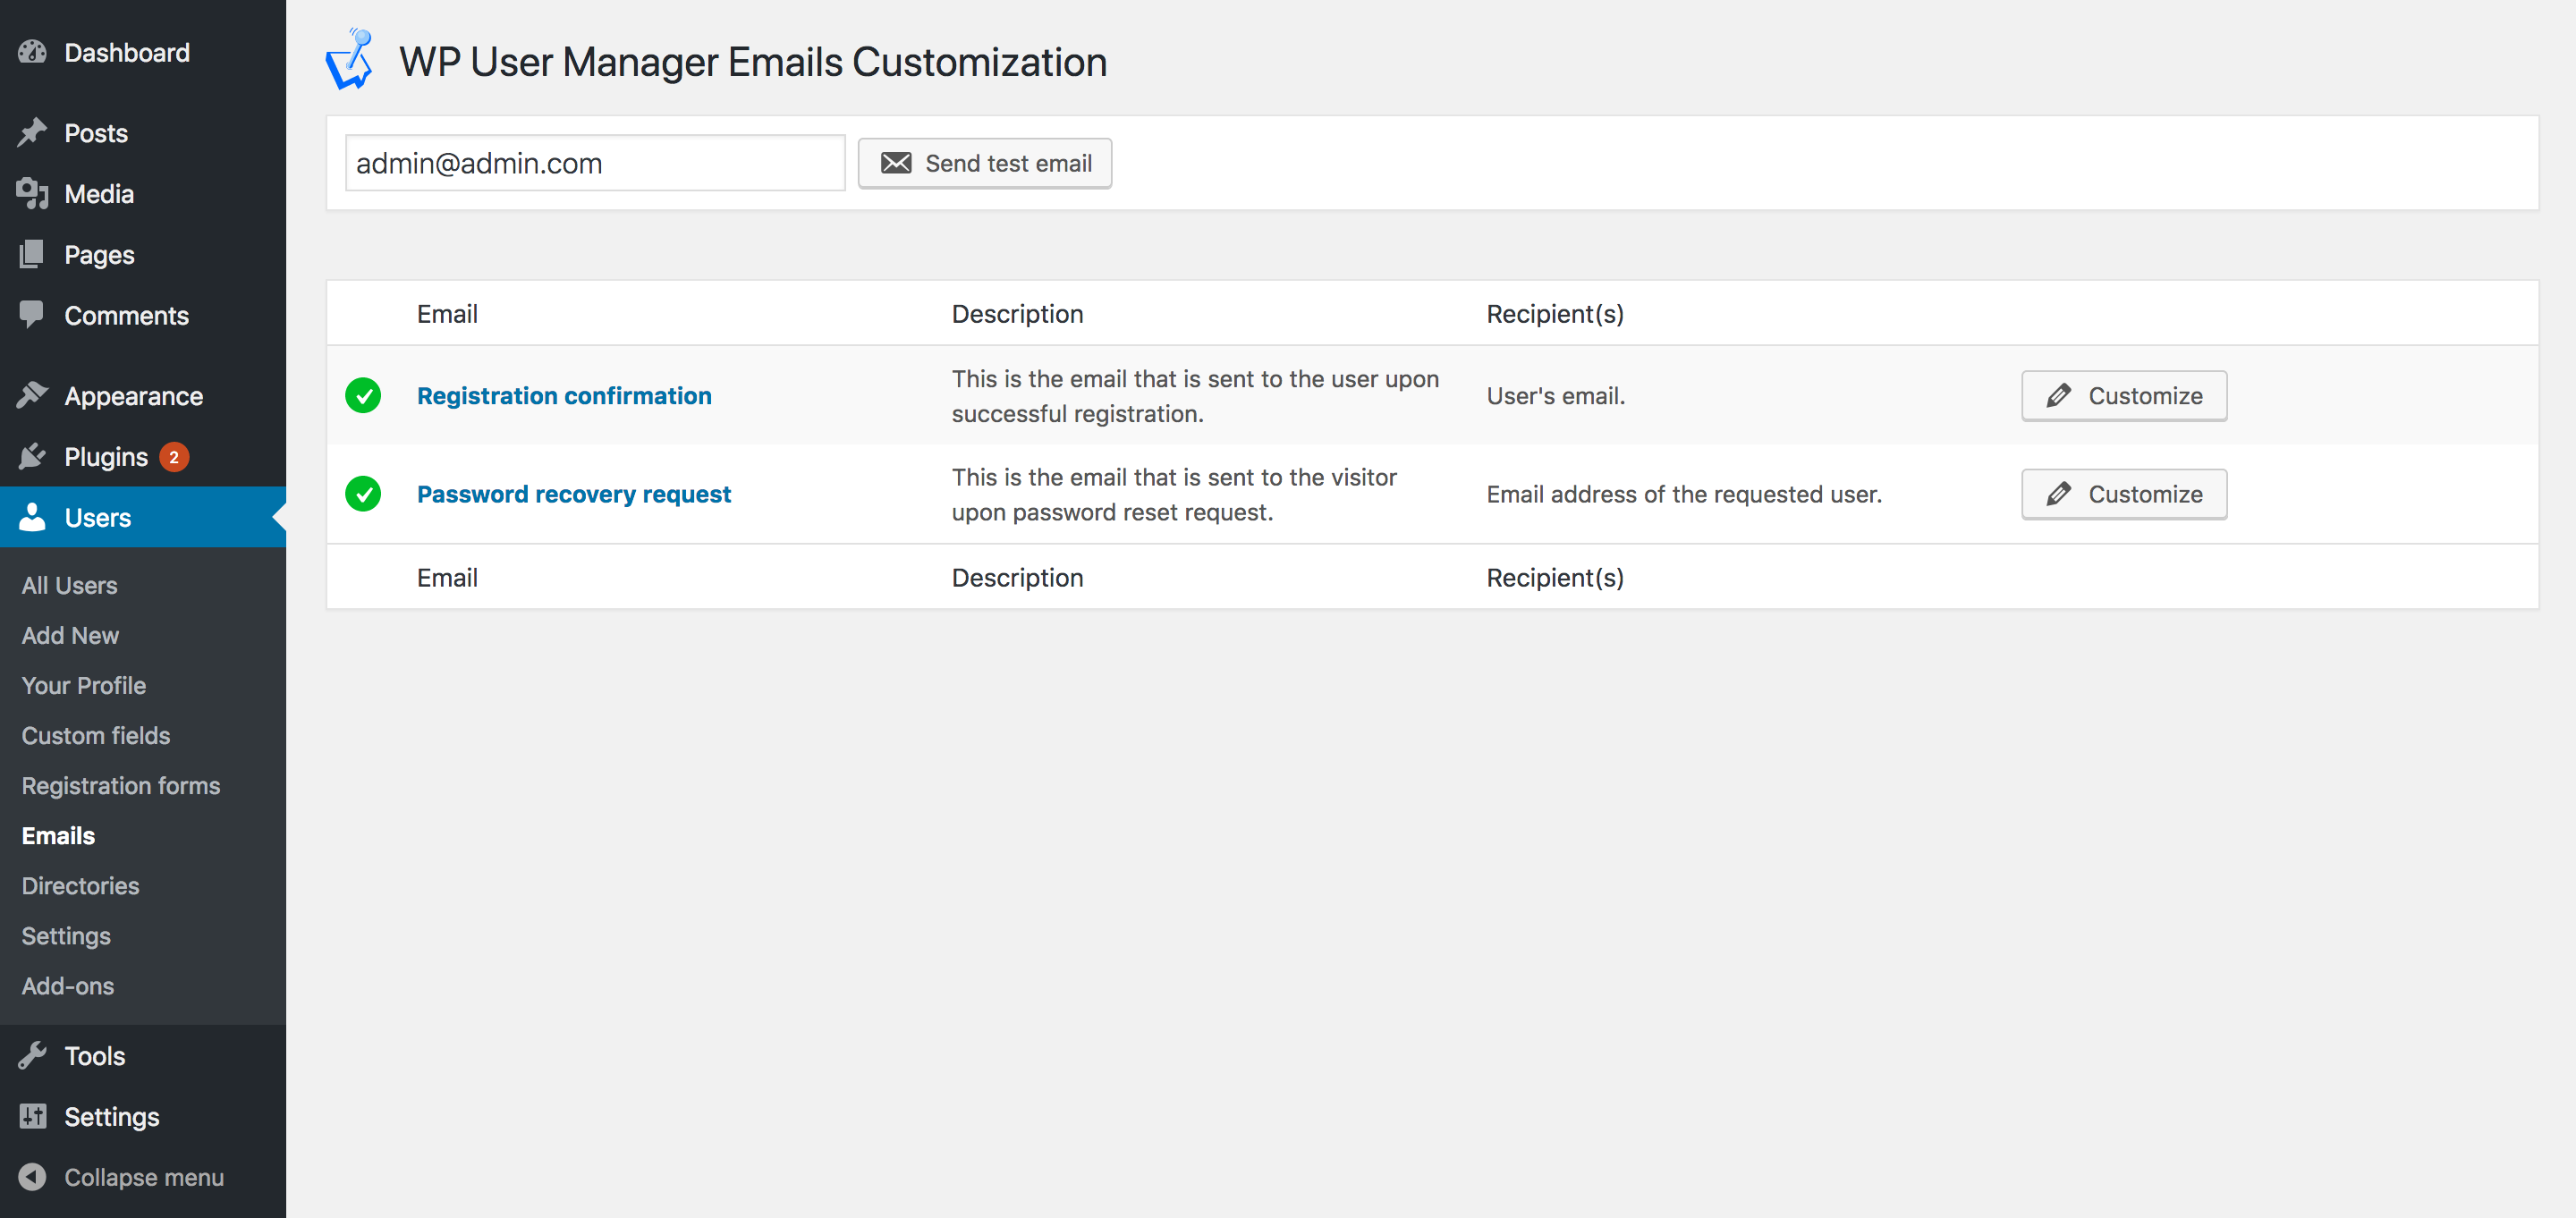 Dashboard
Posts
Media
Pages
Comments
Appearance
Plugins 2
Users
All Users
Add New
Your Profile
Custom fields
Registration forms
Emails
Directories
Settings
Add-ons
Tools
Settings
Collapse menu
WP User Manager Emails Customization
admin@admin.com Send test email
Email Description Recipient(s)
Registration confirmation
This is the email that is sent to the user upon
successful registration.
User's email.
Customize
Password recovery request
This is the email that is sent to the visitor
upon password reset request.
Email address of the requested user.
Customize
Email Description Recipient(s)